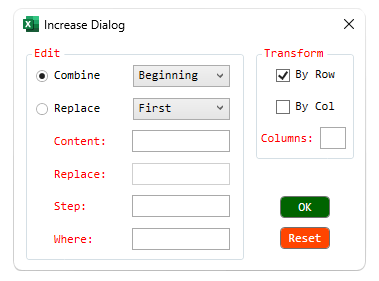 Increase Dialog
Edit
Combine Beginning
Replace First
Content:
Replace:
Step:
Where:
Transform
By Row
By Col
Columns:
OK
Reset